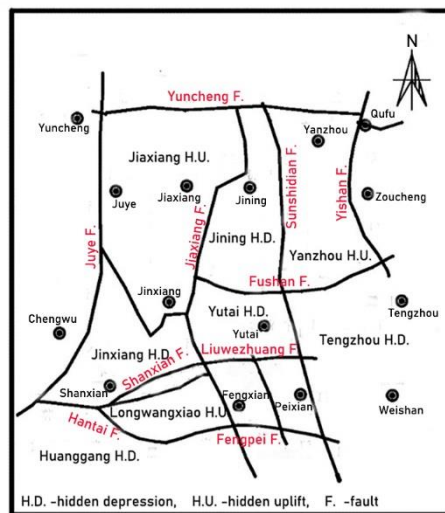 N
Yuncheng F.
Qufu
Yuncheng
Yanzhou
Jiaxiang H.U.
Juye
Jiaxiang
Jining
Zoucheng
Juye F.
Jiaxiang F.
Sunshidian F.
Yishan F.
Jining H.D.
Yanzhou H.U.
Fushan F.
Jinxiang
Tengzhou
Chengwu
Yutai H.D.
Yutai
Tengzhou H.D.
Jinxiang H.D.
Shanxian F.
Liuwezhuang F.
Shanxian
Fengxian
Peixian
Weishan
Longwangxiao H.U
Hantai F.
Fengpei F.
Huanggang H.D.
H.D. -hidden depression, H.U. -hidden uplift, F. -fault